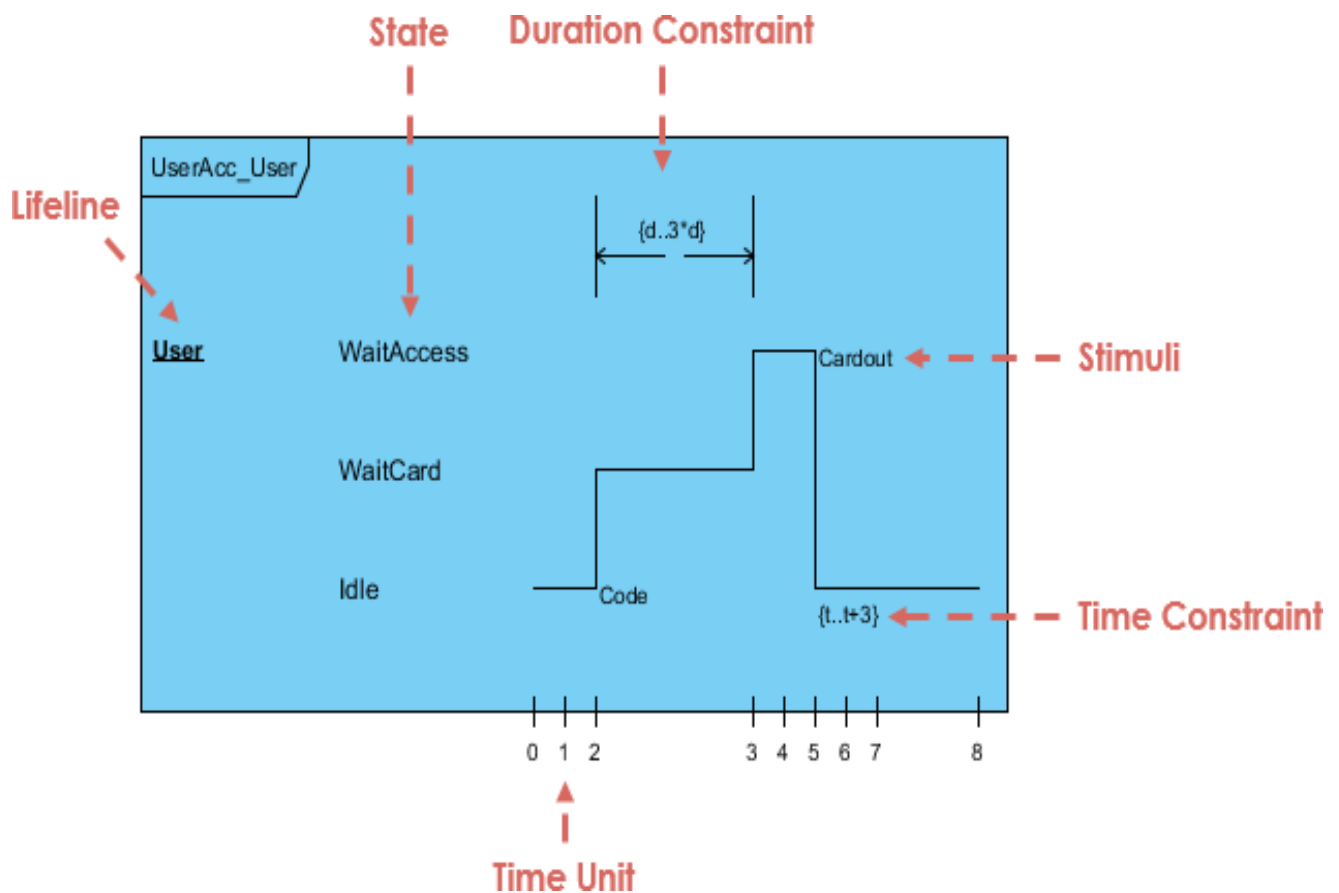 State
Duration Constraint
UserAcc_User
Lifeline
{d..3*d}
User
WaitAccess
Cardout
Stimuli
WaitCard
Idle
Code
{t..t+3}
Time Constraint
0 1 2 3 4 5 6 7 8
Time Unit